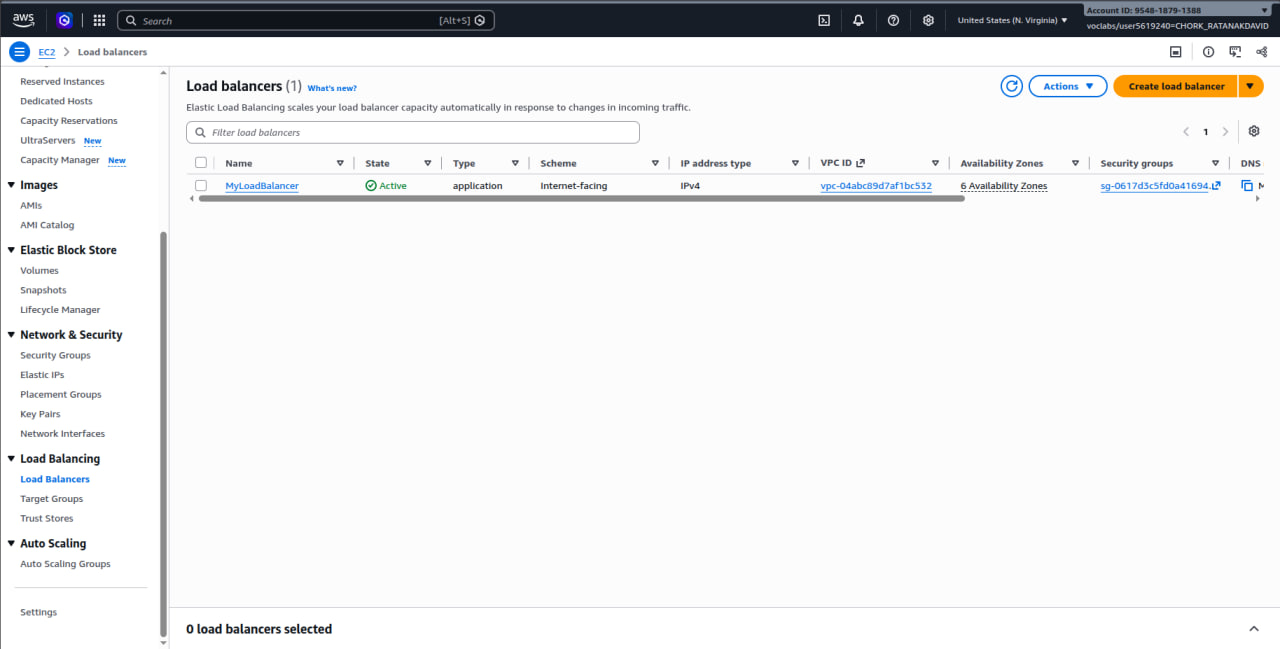 aws
Search
[Alt+S]
United States (N. Virginia)
Account ID: 9548-1879-1388
voclabs/user5619240=CHORK_RATANAKDAVID
EC2
Load balancers
Reserved Instances
Dedicated Hosts
Capacity Reservations
UltraServers New
Capacity Manager New
Images
AMIs
AMI Catalog
Elastic Block Store
Volumes
Snapshots
Lifecycle Manager
Network & Security
Security Groups
Elastic IPs
Placement Groups
Key Pairs
Network Interfaces
Load Balancing
Load Balancers
Target Groups
Trust Stores
Auto Scaling
Auto Scaling Groups
Settings
Load balancers (1) What's new?
Actions
Create load balancer
Elastic Load Balancing scales your load balancer capacity automatically in response to changes in incoming traffic.
Filter load balancers
1
Name State Type Scheme IP address type VPC ID Availability Zones Security groups DNS
MyLoadBalancer Active application Internet-facing IPv4 vpc-04abc89d7af1bc532 6 Availability Zones sg-0617d3c5fd0a41694
0 load balancers selected